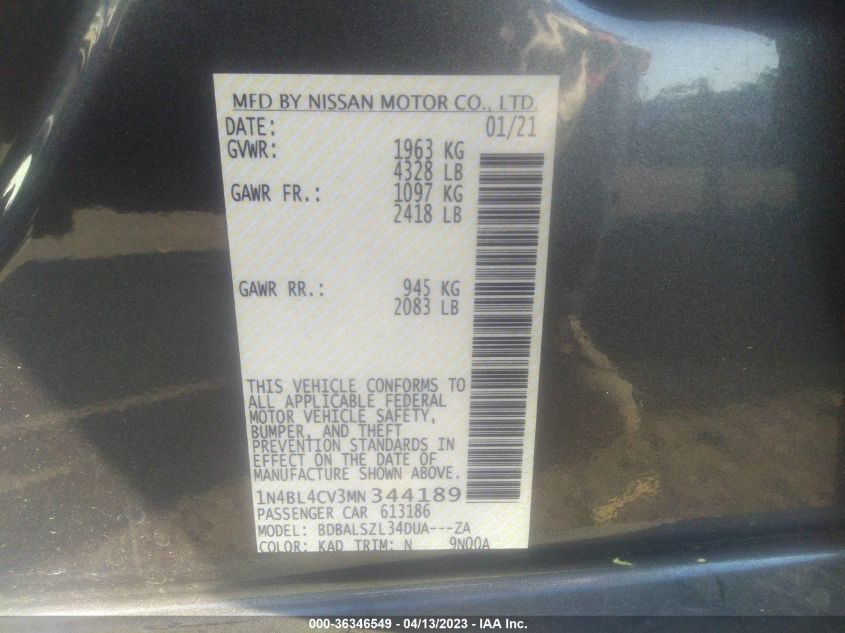 MFD BY NISSAN MOTOR CO., LTD.
DATE: 01/21
GVWR: 1963 KG
4328 LB
GAWR FR.: 1097 KG
2418 LB
GAWR RR.: 945 KG
2083 LB
THIS VEHICLE CONFORMS TO
ALL APPLICABLE FEDERAL
MOTOR VEHICLE SAFETY,
BUMPER, AND THEFT
PREVENTION STANDARDS IN
EFFECT ON THE DATE OF
MANUFACTURE SHOWN ABOVE.
1N4BL4CV3MN344189
PASSENGER CAR 613186
MODEL: BDBALSZL34DUA---ZA
COLOR: KAD TRIM: N 9N00A
000-36346549 / 04/13/2023 - IAA Inc.